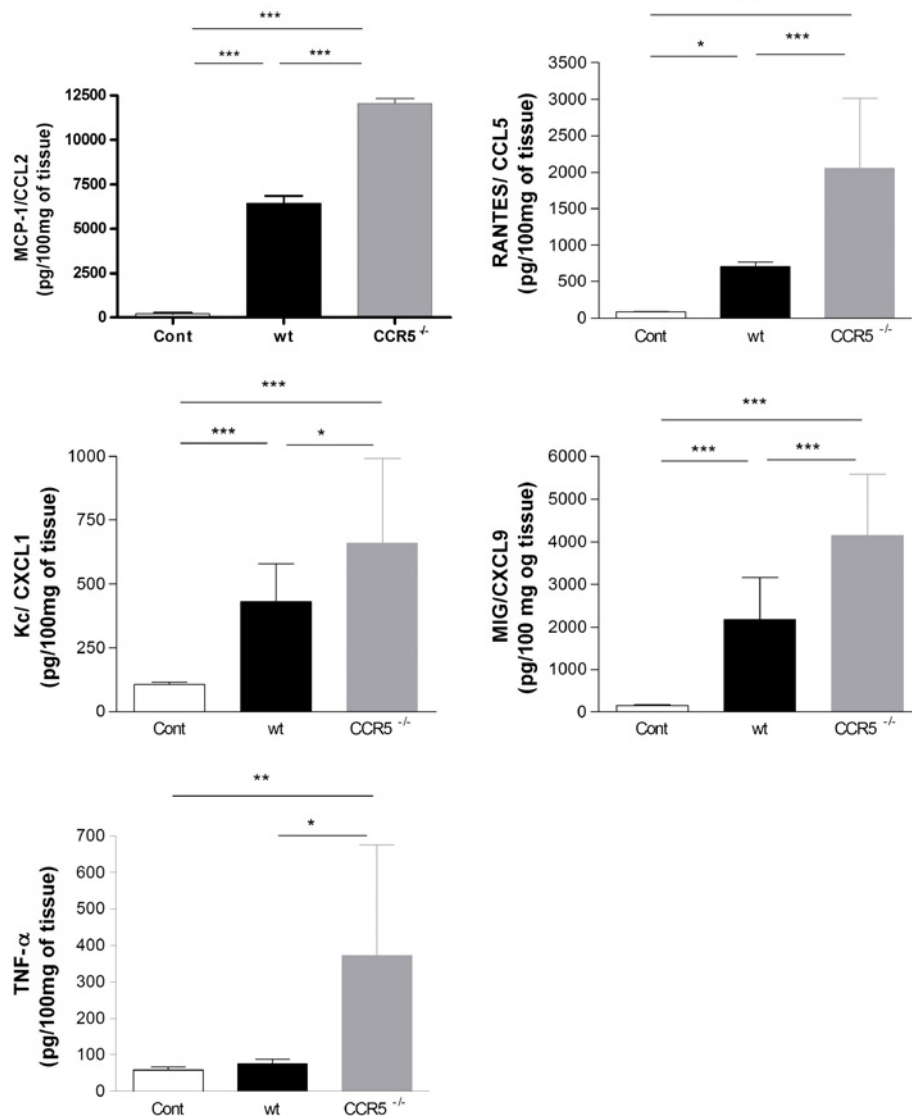 ***
*** ***
MCP-1/CCL2
(pg/100mg of tissue)
12500
10000
7500
5000
2500
0
Cont wt CCR5 -/-
* ***
RANTES/ CCL5
(pg/100mg of tissue)
3500
3000
2500
2000
1500
1000
500
0
Cont wt CCR5 -/-
***
*** *
Kc/ CXCL1
(pg/100mg of tissue)
1000
750
500
250
0
Cont wt CCR5 -/-
***
*** ***
MIG/CXCL9
(pg/100 mg og tissue)
6000
5000
4000
3000
2000
1000
0
Cont wt CCR5 -/-
**
*
TNF-α
(pg/100mg of tissue)
700
600
500
400
300
200
100
0
Cont wt CCR5 -/-